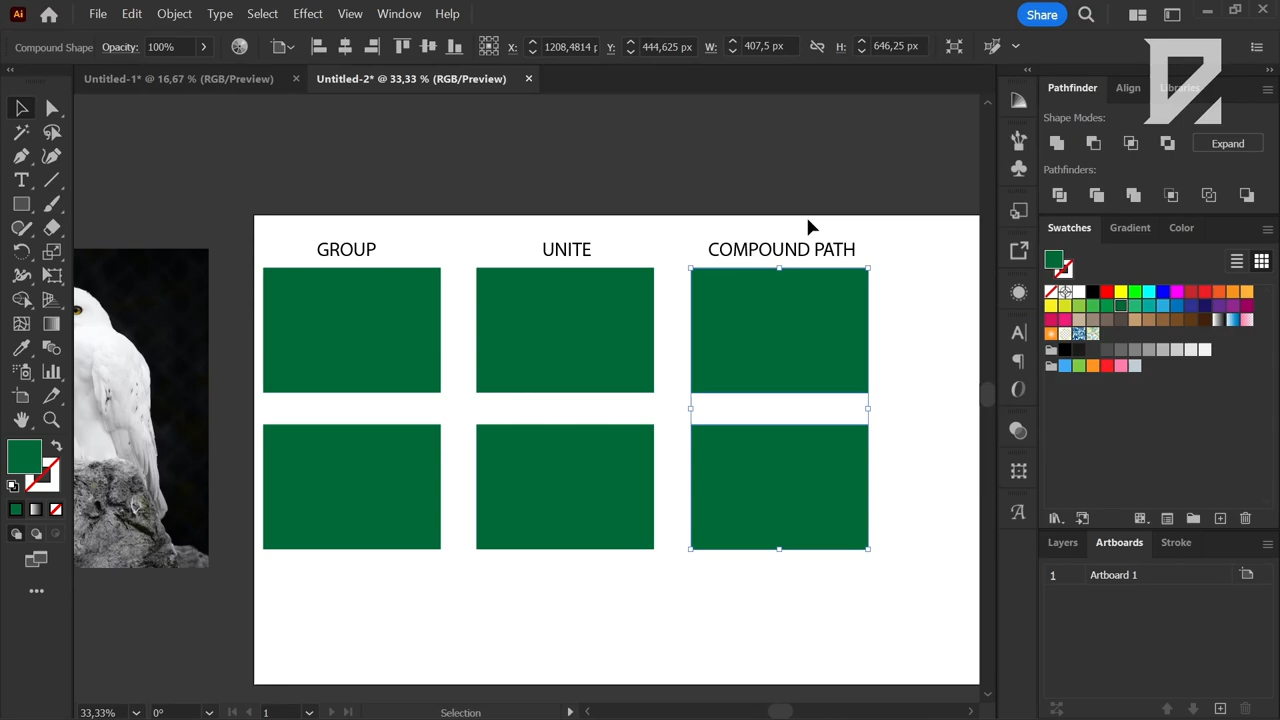 Ai File Edit Object Type Select Effect View Window Help Share
Compound Shape Opacity: 100% X: 1208,4814 p Y: 444,625 px W: 407,5 px H: 646,25 px
Untitled-1* @ 16,67 % (RGB/Preview) × Untitled-2* @ 33,33 % (RGB/Preview) ×
Pathfinder Align Libraries
Shape Modes:
Expand
Pathfinders:
Swatches Gradient Color
GROUP UNITE COMPOUND PATH
Layers Artboards Stroke
1 Artboard 1
33,33% 0° 1 Selection